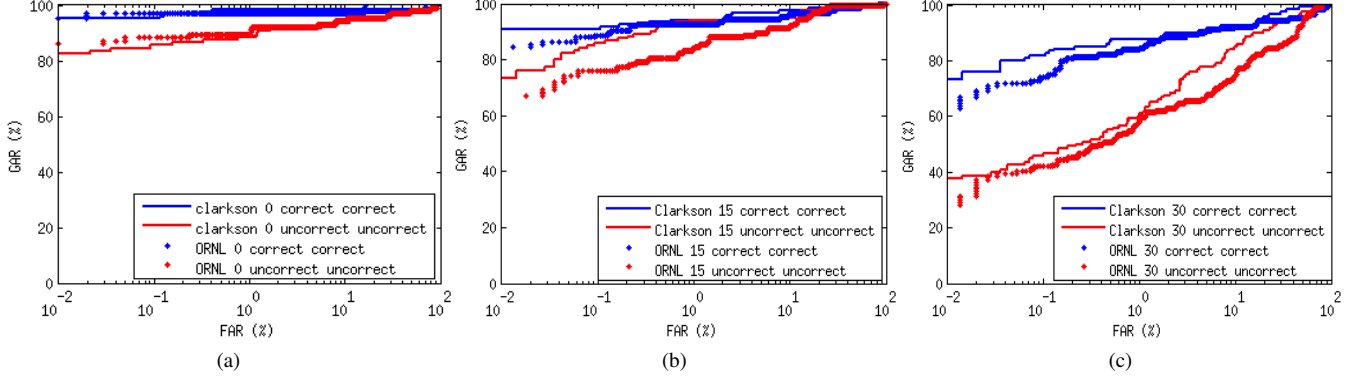 100
80
60
40
20
0
GAR (%)
clarkson 0 correct correct
clarkson 0 uncorrect uncorrect
ORNL 0 correct correct
ORNL 0 uncorrect uncorrect
10^-2
10^-1
10^0
10^1
10^2
FAR (%)
(a)
100
80
60
40
20
0
GAR (%)
Clarkson 15 correct correct
Clarkson 15 uncorrect uncorrect
ORNL 15 correct correct
ORNL 15 uncorrect uncorrect
10^-2
10^-1
10^0
10^1
10^2
FAR (%)
(b)
100
80
60
40
20
0
GAR (%)
Clarkson 30 correct correct
Clarkson 30 uncorrect uncorrect
ORNL 30 correct correct
ORNL 30 uncorrect uncorrect
10^-2
10^-1
10^0
10^1
10^2
FAR (%)
(c)